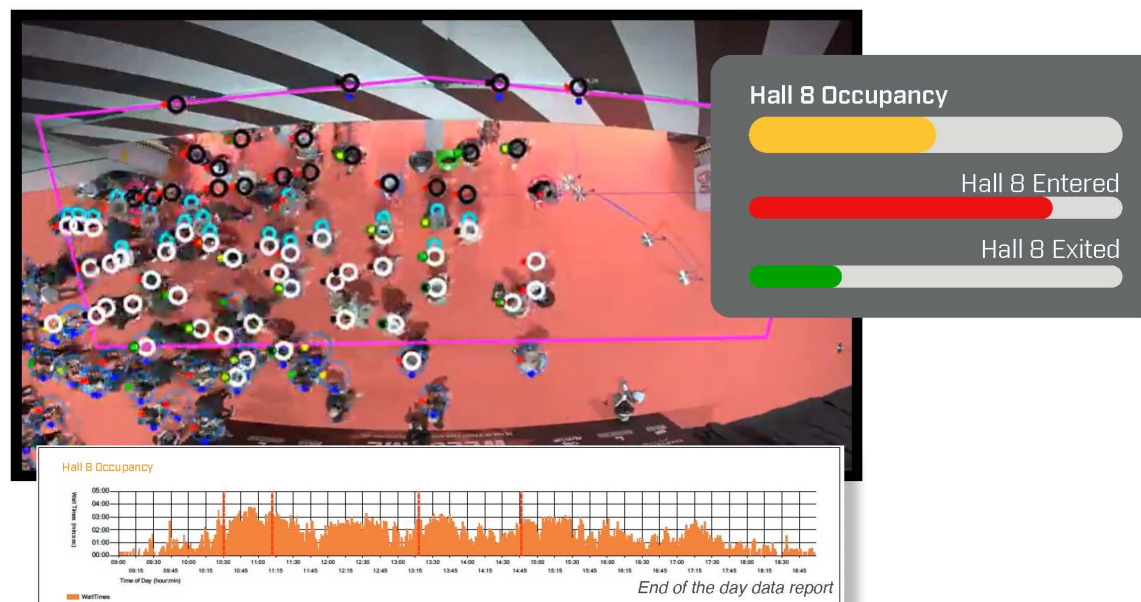 Hall 8 Occupancy
Hall 8 Entered
Hall 8 Exited
Hall 8 Occupancy
Wait Times (mins:sec)
05:00
04:00
03:00
02:00
01:00
00:00
09:00 09:30 10:00 10:30 11:00 11:30 12:00 12:30 13:00 13:30 14:00 14:30 15:00 15:30 16:00 16:30 17:00 17:30 18:00 18:30
09:15 09:45 10:15 10:45 11:15 11:45 12:15 12:45 13:15 13:45 14:15 14:45 15:15 15:45 16:15 16:45 17:15 17:45 18:15 18:45
Time of Day (hour:min)
End of the day data report
WaitTimes